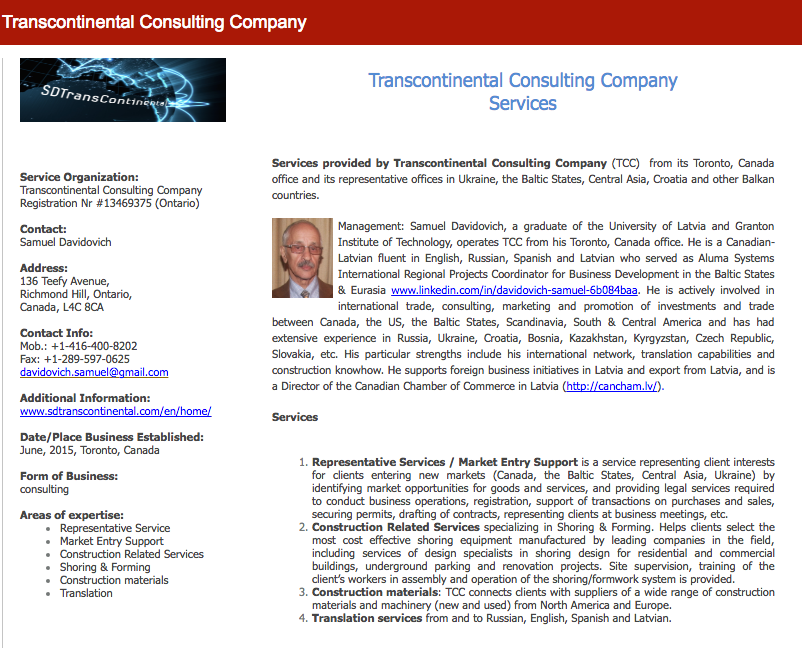 Transcontinental Consulting Company
SDTransContinental
Service Organization:
Transcontinental Consulting Company
Registration Nr #13469375 (Ontario)
Contact:
Samuel Davidovich
Address:
136 Teefy Avenue,
Richmond Hill, Ontario,
Canada, L4C 8CA
Contact Info:
Mob.: +1-416-400-8202
Fax: +1-289-597-0625
davidovich.samuel@gmail.com
Additional Information:
www.sdtranscontinental.com/en/home/
Date/Place Business Established:
June, 2015, Toronto, Canada
Form of Business:
consulting
Areas of expertise:
• Representative Service
• Market Entry Support
• Construction Related Services
• Shoring & Forming
• Construction materials
• Translation
Transcontinental Consulting Company
Services
Services provided by Transcontinental Consulting Company (TCC) from its Toronto, Canada
office and its representative offices in Ukraine, the Baltic States, Central Asia, Croatia and other Balkan
countries.
Management: Samuel Davidovich, a graduate of the University of Latvia and Granton
Institute of Technology, operates TCC from his Toronto, Canada office. He is a Canadian-
Latvian fluent in English, Russian, Spanish and Latvian who served as Aluma Systems
International Regional Projects Coordinator for Business Development in the Baltic States
& Eurasia www.linkedin.com/in/davidovich-samuel-6b084baa. He is actively involved in
international trade, consulting, marketing and promotion of investments and trade
between Canada, the US, the Baltic States, Scandinavia, South & Central America and has had
extensive experience in Russia, Ukraine, Croatia, Bosnia, Kazakhstan, Kyrgyzstan, Czech Republic,
Slovakia, etc. His particular strengths include his international network, translation capabilities and
construction knowhow. He supports foreign business initiatives in Latvia and export from Latvia, and is
a Director of the Canadian Chamber of Commerce in Latvia (http://cancham.lv/).
Services
1. Representative Services / Market Entry Support is a service representing client interests
for clients entering new markets (Canada, the Baltic States, Central Asia, Ukraine) by
identifying market opportunities for goods and services, and providing legal services required
to conduct business operations, registration, support of transactions on purchases and sales,
securing permits, drafting of contracts, representing clients at business meetings, etc.
2. Construction Related Services specializing in Shoring & Forming. Helps clients select the
most cost effective shoring equipment manufactured by leading companies in the field,
including services of design specialists in shoring design for residential and commercial
buildings, underground parking and renovation projects. Site supervision, training of the
client's workers in assembly and operation of the shoring/formwork system is provided.
3. Construction materials: TCC connects clients with suppliers of a wide range of construction
materials and machinery (new and used) from North America and Europe.
4. Translation services from and to Russian, English, Spanish and Latvian.